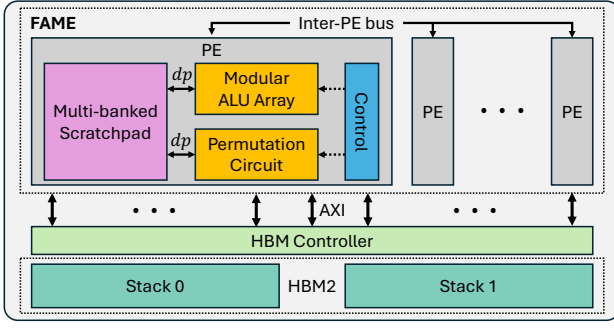 FAME
Inter-PE bus
PE
Multi-banked
Scratchpad
dp
Modular
ALU Array
dp
Permutation
Circuit
Control
PE
• • •
PE
• • •
AXI
• • •
HBM Controller
Stack 0
HBM2
Stack 1